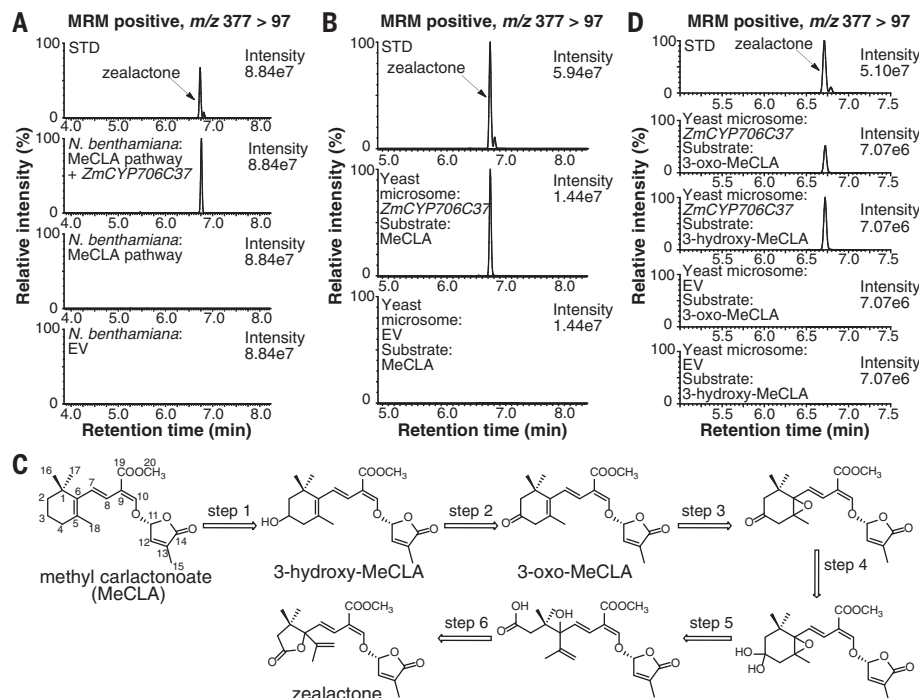 A
MRM positive, m/z 377 > 97
100
STD
zealactone
Intensity
8.84e7
0
4.0 5.0 6.0 7.0 8.0
100
N. benthamiana:
MeCLA pathway
+ ZmCYP706C37
Intensity
8.84e7
0
4.0 5.0 6.0 7.0 8.0
100
N. benthamiana:
MeCLA pathway
Intensity
8.84e7
0
4.0 5.0 6.0 7.0 8.0
100
N. benthamiana:
EV
Intensity
8.84e7
0
4.0 5.0 6.0 7.0 8.0
Relative intensity (%)
Retention time (min)
B
MRM positive, m/z 377 > 97
100
STD
zealactone
Intensity
5.94e7
0
5.0 6.0 7.0 8.0
100
Yeast
microsome:
ZmCYP706C37
Substrate:
MeCLA
Intensity
1.44e7
0
5.0 6.0 7.0 8.0
100
Yeast
microsome:
EV
Substrate:
MeCLA
Intensity
1.44e7
0
5.0 6.0 7.0 8.0
Relative intensity (%)
Retention time (min)
D
MRM positive, m/z 377 > 97
100
STD
zealactone
Intensity
5.10e7
0
5.5 6.0 6.5 7.0 7.5
100
Yeast microsome:
ZmCYP706C37
Substrate:
3-oxo-MeCLA
Intensity
7.07e6
0
5.5 6.0 6.5 7.0 7.5
100
Yeast microsome:
ZmCYP706C37
Substrate:
3-hydroxy-MeCLA
Intensity
7.07e6
0
5.5 6.0 6.5 7.0 7.5
100
Yeast microsome:
EV
Substrate:
3-oxo-MeCLA
Intensity
7.07e6
0
5.5 6.0 6.5 7.0 7.5
100
Yeast microsome:
EV
Substrate:
3-hydroxy-MeCLA
Intensity
7.07e6
0
5.5 6.0 6.5 7.0 7.5
Relative intensity (%)
Retention time (min)
C
16 17 19 20
COOCH3
2 1 6 7 8 9 10
3 4 5 18
O
11 O
12 14 O
13
15
methyl carlactonoate
(MeCLA)
step 1
COOCH3
HO
O
O
O
3-hydroxy-MeCLA
step 2
COOCH3
O
O
O
O
3-oxo-MeCLA
step 3
COOCH3
O
O
O
O
O
step 4
COOCH3
HO
HO
O
O
O
O
step 5
OH
O
OH
COOCH3
O
O
O
step 6
COOCH3
O
O
O
O
O
zealactone